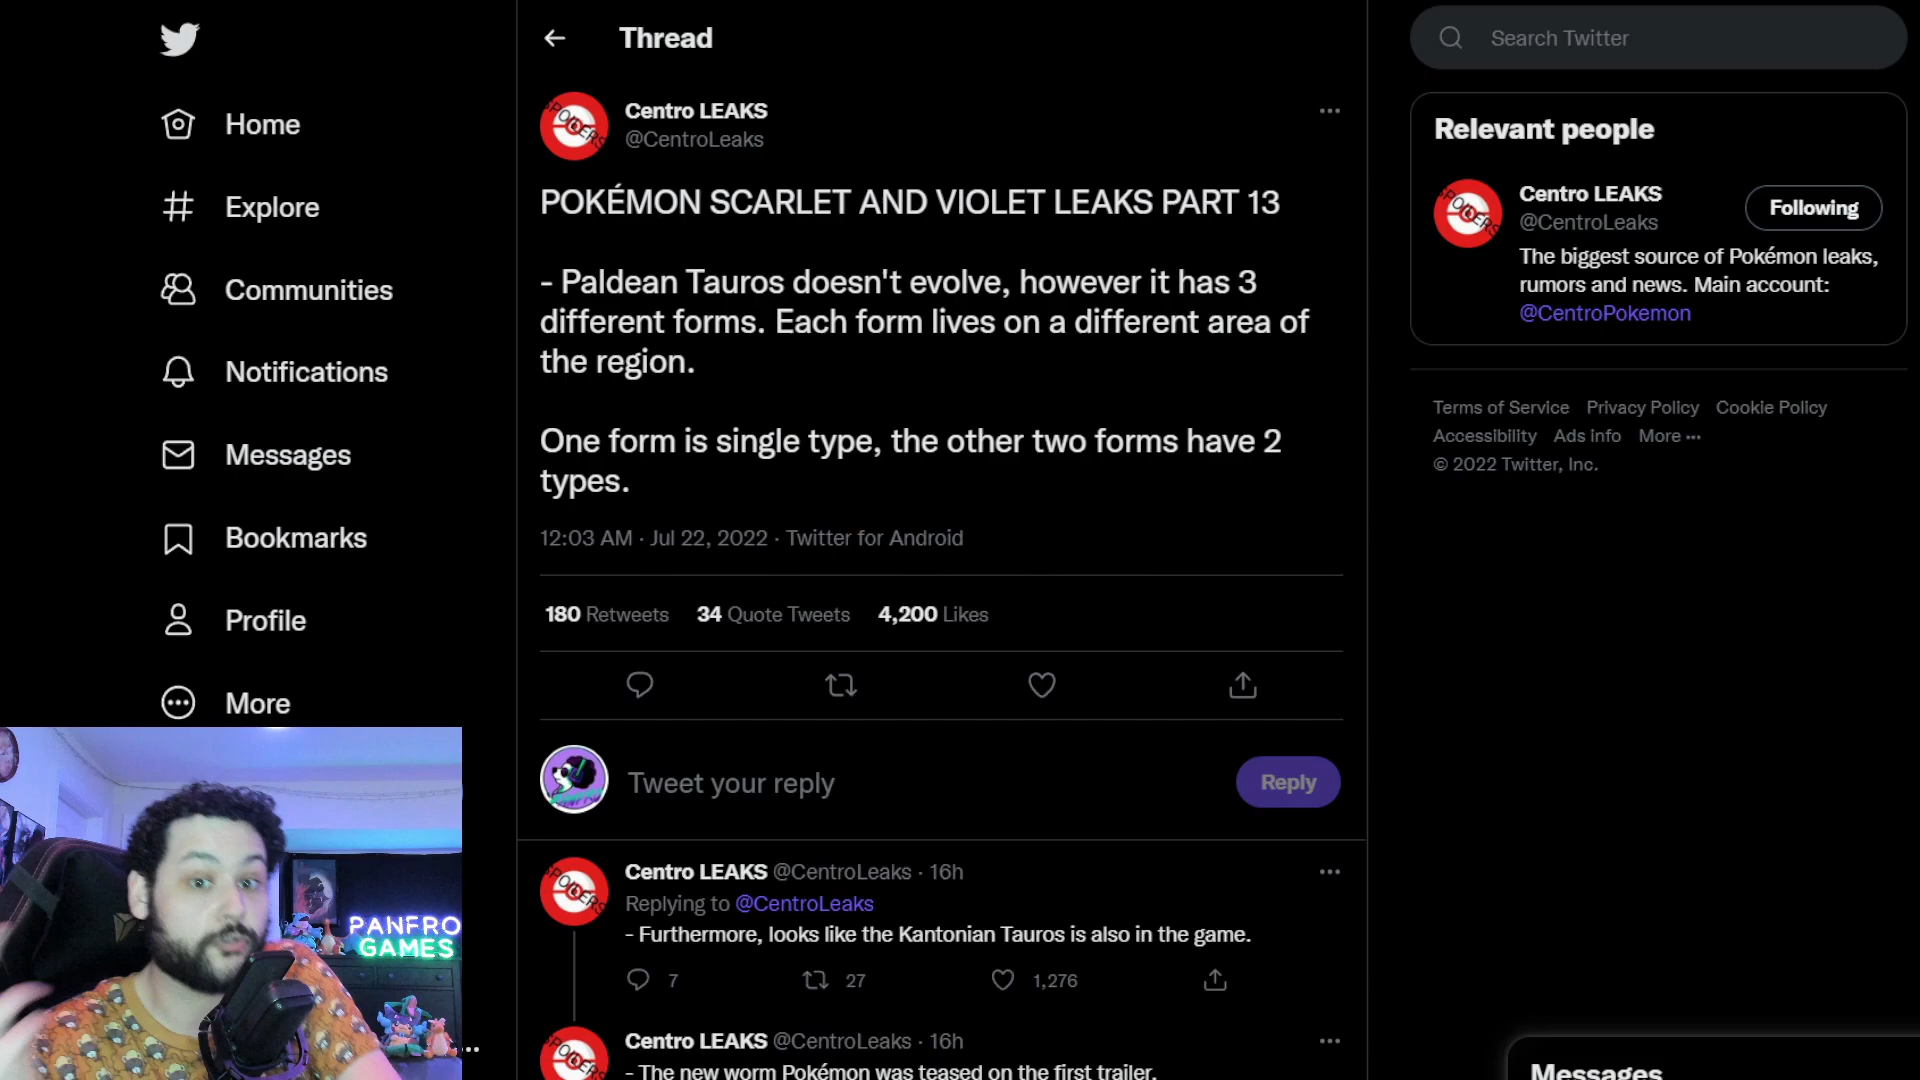 Thread
Search Twitter
Home
Explore
Communities
Notifications
Messages
Bookmarks
Profile
More
SPOILERS
Centro LEAKS
@CentroLeaks
POKÉMON SCARLET AND VIOLET LEAKS PART 13
- Paldean Tauros doesn't evolve, however it has 3
different forms. Each form lives on a different area of
the region.
One form is single type, the other two forms have 2
types.
12:03 AM · Jul 22, 2022 · Twitter for Android
180 Retweets 34 Quote Tweets 4,200 Likes
Tweet your reply
Reply
SPOILERS
Centro LEAKS @CentroLeaks · 16h
Replying to @CentroLeaks
- Furthermore, looks like the Kantonian Tauros is also in the game.
7 27 1,276
Centro LEAKS @CentroLeaks · 16h
- The new worm Pokémon was teased on the first trailer.
SPOILERS
Relevant people
SPOILERS
Centro LEAKS
@CentroLeaks
Following
The biggest source of Pokémon leaks,
rumors and news. Main account:
@CentroPokemon
Terms of Service Privacy Policy Cookie Policy
Accessibility Ads info More
© 2022 Twitter, Inc.
Messages
PANFRO
GAMES